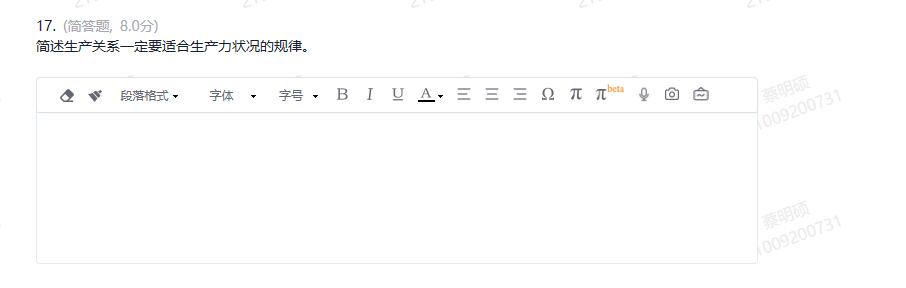 17. (简答题, 8.0分)
简述生产关系一定要适合生产力状况的规律。
段落格式 字体 字号 B I U A Ω π πbeta
蔡明硕
1009200731
蔡明硕
1009200731